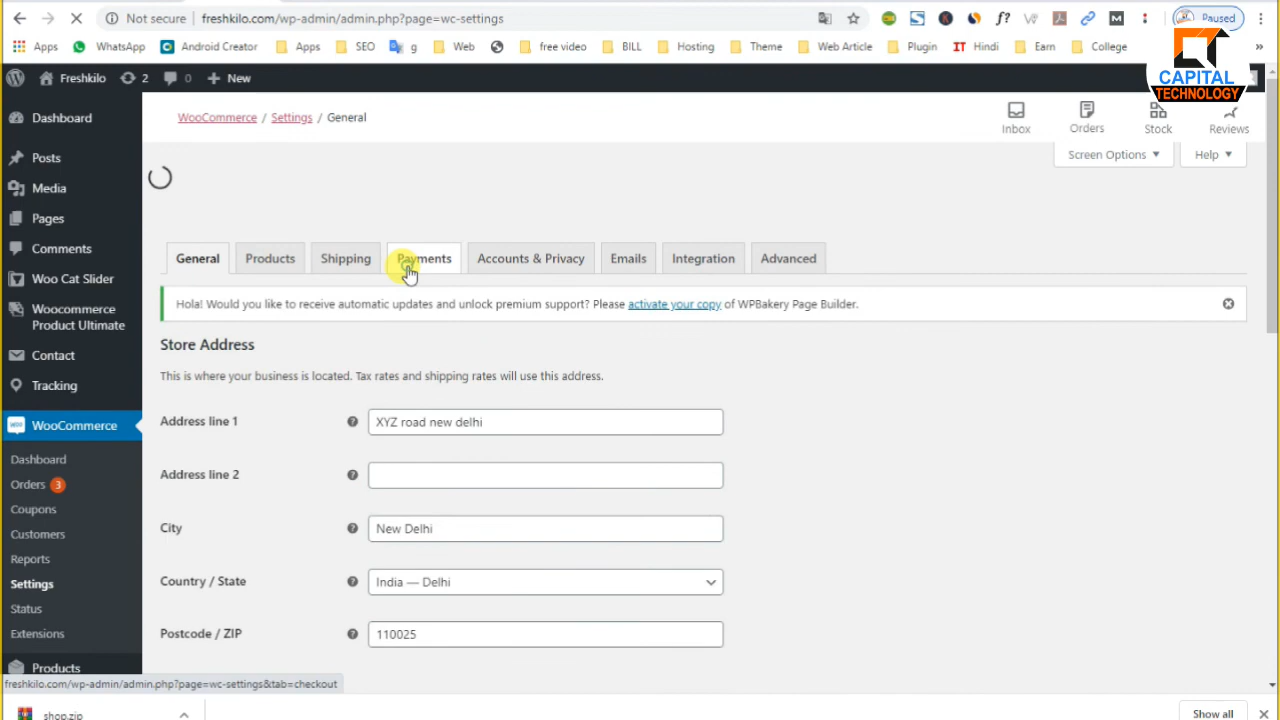 Not secure | freshkilo.com/wp-admin/admin.php?page=wc-settings
Paused
Apps WhatsApp Android Creator Apps SEO g Web free video BILL Hosting Theme Web Article Plugin IT Hindi Earn College »
CAPITAL
TECHNOLOGY
Freshkilo 2 0 + New
Dashboard
Posts
Media
Pages
Comments
Woo Cat Slider
Woocommerce
Product Ultimate
Contact
Tracking
WooCommerce
Dashboard
Orders 3
Coupons
Customers
Reports
Settings
Status
Extensions
Products
WooCommerce / Settings / General
Inbox Orders Stock Reviews
Screen Options Help
General Products Shipping Payments Accounts & Privacy Emails Integration Advanced
Hola! Would you like to receive automatic updates and unlock premium support? Please activate your copy of WPBakery Page Builder.
Store Address
This is where your business is located. Tax rates and shipping rates will use this address.
Address line 1 XYZ road new delhi
Address line 2
City New Delhi
Country / State India — Delhi
Postcode / ZIP 110025
freshkilo.com/wp-admin/admin.php?page=wc-settings&tab=checkout
shop.zip
Show all